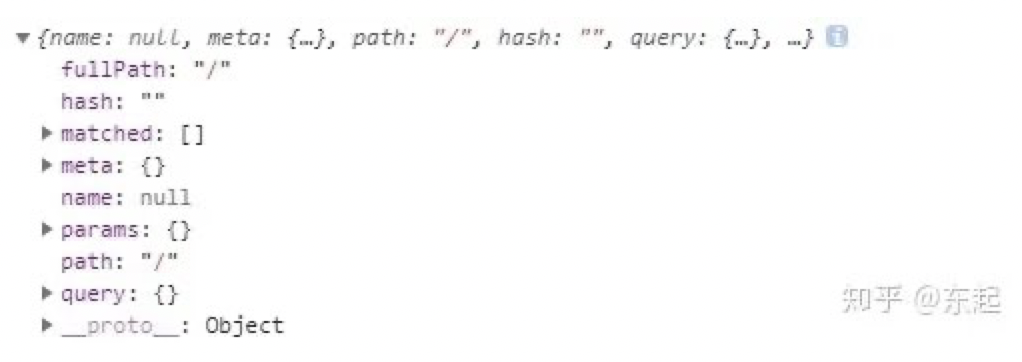 ▼{name: null, meta: {…}, path: "/", hash: "", query: {…}, …} i
fullPath: "/"
hash: ""
▶ matched: []
▶ meta: {}
name: null
▶ params: {}
path: "/"
▶ query: {}
▶ __proto__: Object
知乎 @东起